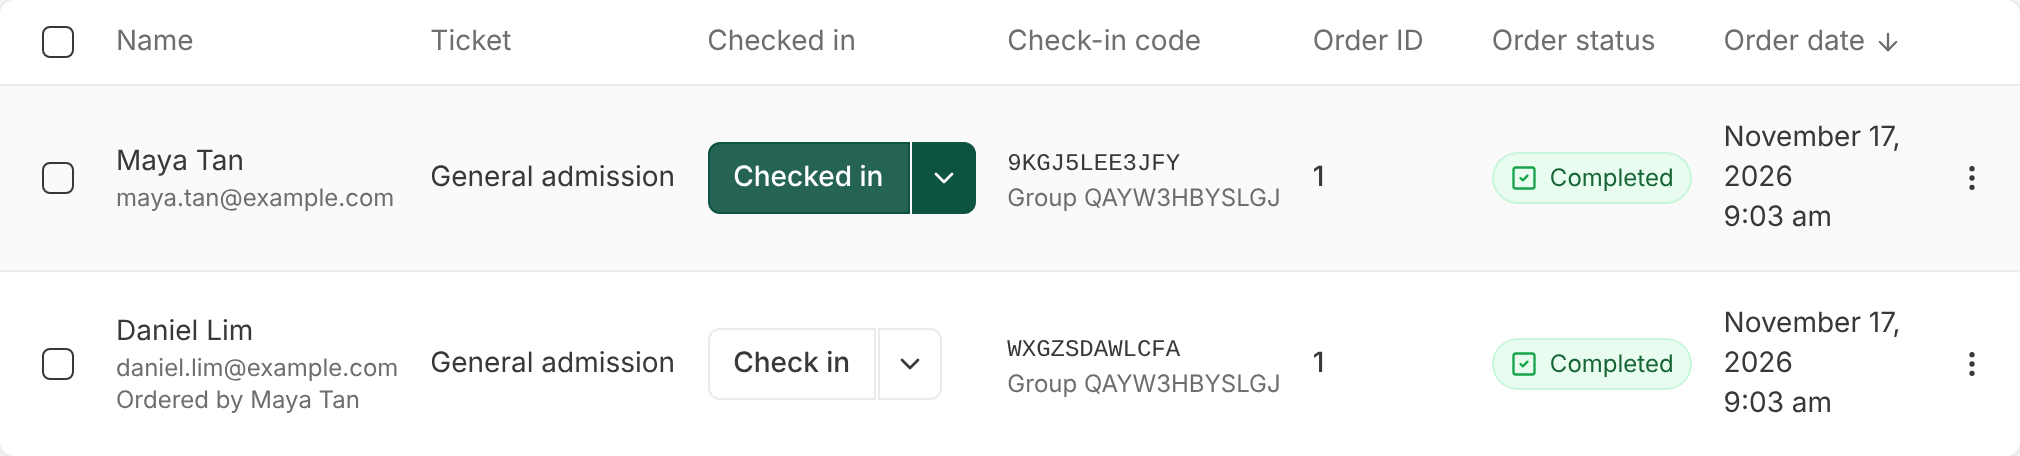 Name Ticket Checked in Check-in code Order ID Order status Order date ↓
Maya Tan
maya.tan@example.com
General admission
Checked in
9KGJ5LEE3JFY
Group QAYW3HBYSLGJ
1
Completed
November 17,
2026
9:03 am
Daniel Lim
daniel.lim@example.com
Ordered by Maya Tan
General admission
Check in
WXGZSDAWLCFA
Group QAYW3HBYSLGJ
1
Completed
November 17,
2026
9:03 am